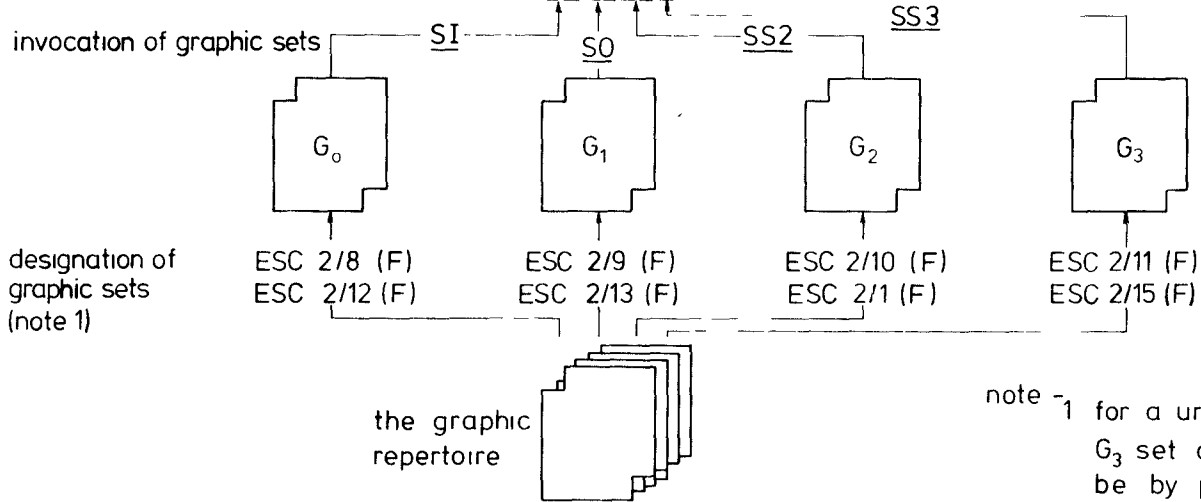 SS3
invocation of graphic sets SI SO SS2
G₀ G₁ G₂ G₃
designation of ESC 2/8 (F) ESC 2/9 (F) ESC 2/10 (F) ESC 2/11 (F)
graphic sets ESC 2/12 (F) ESC 2/13 (F) ESC 2/1 (F) ESC 2/15 (F)
(note 1)
the graphic
repertoire
note - 1 for a
G₃ set
be by